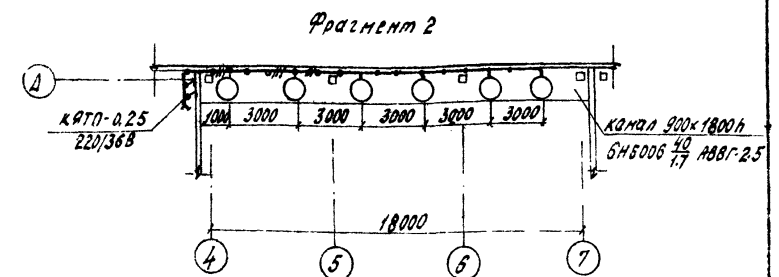 Фрагмент 2
А
КЯТП-0.25
220/36В
1000 3000 3000 3000 3000 3000
канал 900×1800h
6НБ006 40/1.7 АВВГ-2.5
18000
4 5 6 7